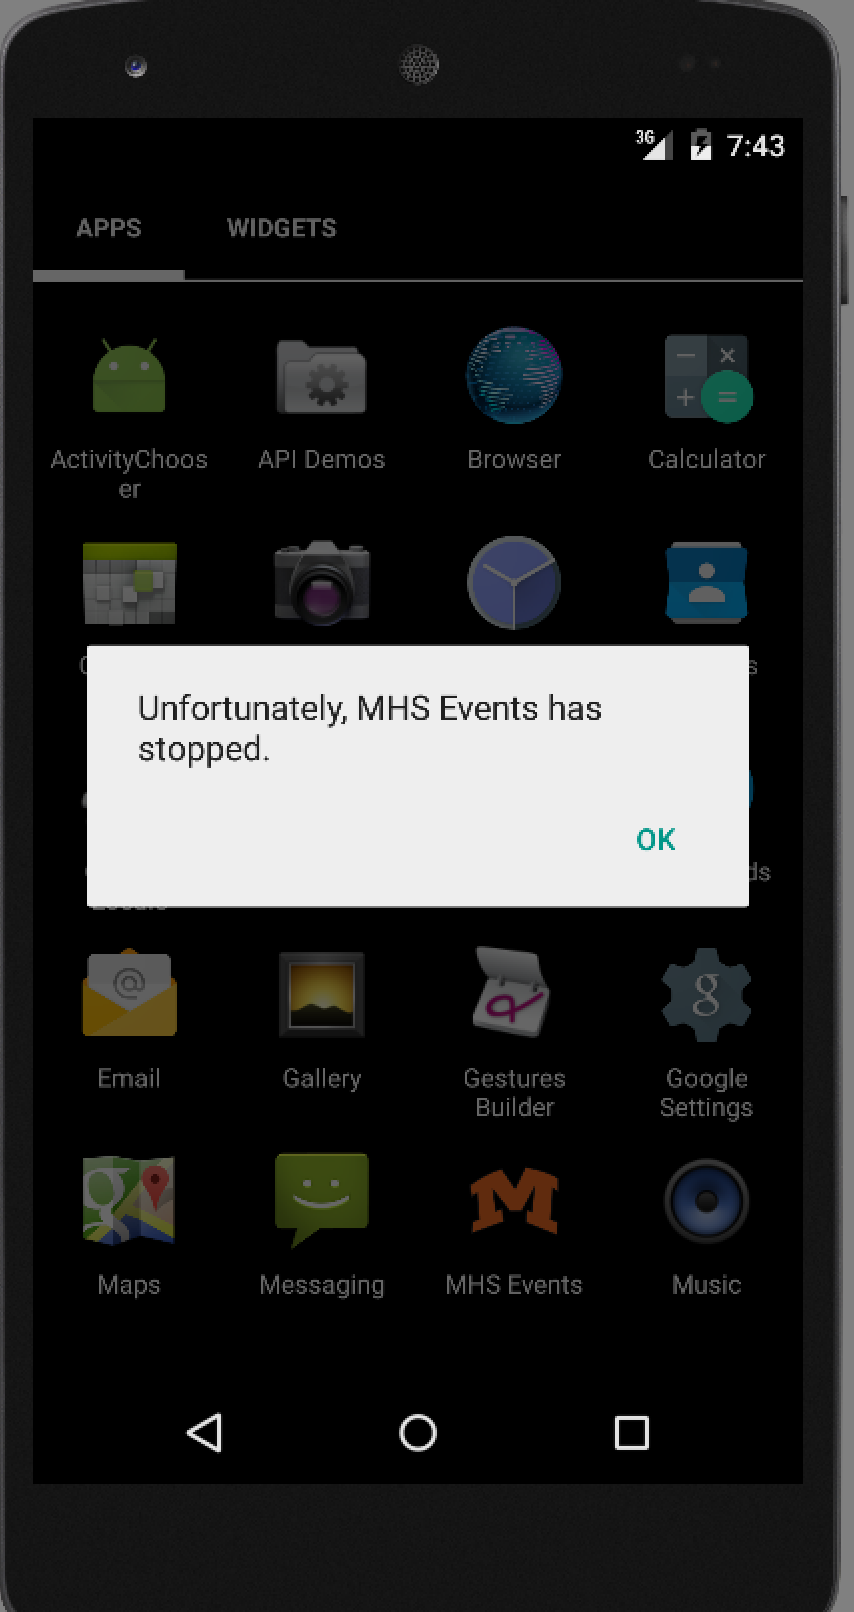 3G 7:43
APPS WIDGETS
ActivityChoos
er
API Demos
Browser
Calculator
Unfortunately, MHS Events has
stopped.
OK
Email
Gallery
Gestures
Builder
Google
Settings
Maps
Messaging
MHS Events
Music